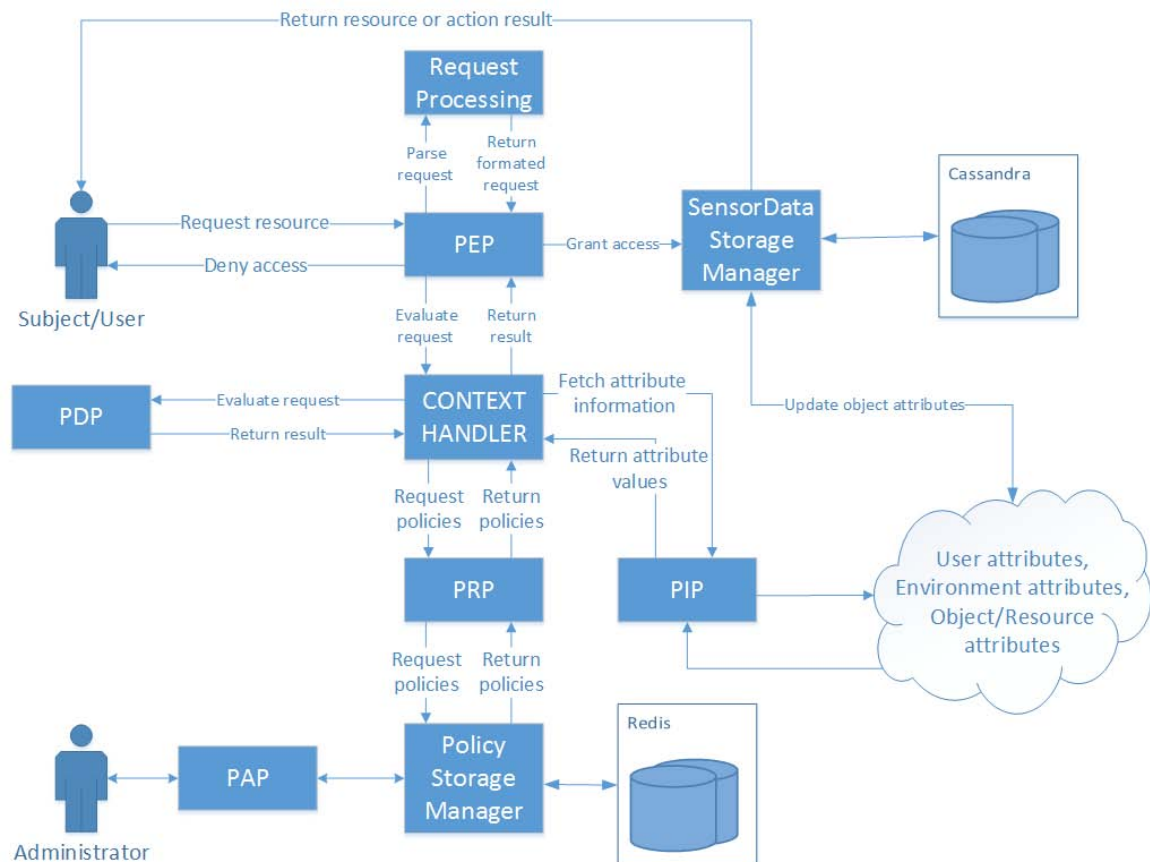 Return resource or action result
Request
Processing
Parse
request
Return
formated
request
Cassandra
SensorData
Storage
Manager
Request resource
PEP
Grant access
Deny access
Subject/User
Evaluate
request
Return
result
Fetch attribute
information
PDP
Evaluate request
Return result
CONTEXT
HANDLER
Update object attributes
Return attribute
values
Request
policies
Return
policies
PRP
PIP
User attributes,
Environment attributes,
Object/Resource
attributes
Request
policies
Return
policies
Redis
PAP
Policy
Storage
Manager
Administrator